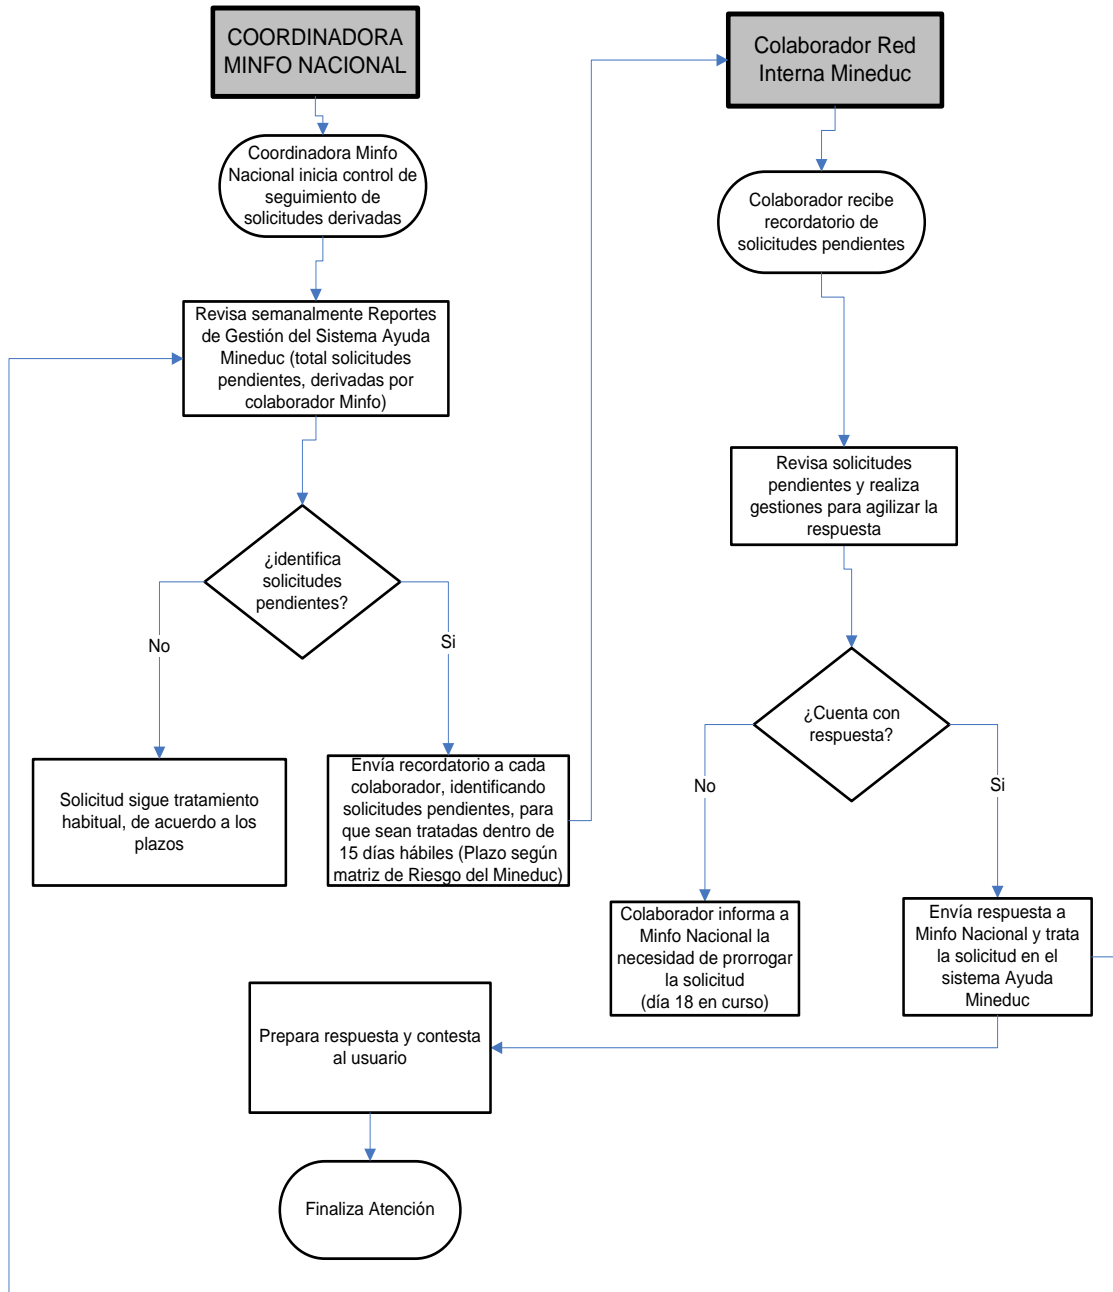 COORDINADORA
MINFO NACIONAL
Coordinadora Minfo
Nacional inicia control de
seguimiento de
solicitudes derivadas
Revisa semanalmente Reportes
de Gestión del Sistema Ayuda
Mineduc (total solicitudes
pendientes, derivadas por
colaborador Minfo)
¿identifica
solicitudes
pendientes?
No
Si
Solicitud sigue tratamiento
habitual, de acuerdo a los
plazos
Envía recordatorio a cada
colaborador, identificando
solicitudes pendientes, para
que sean tratadas dentro de
15 días hábiles (Plazo según
matriz de Riesgo del Mineduc)
Colaborador Red
Interna Mineduc
Colaborador recibe
recordatorio de
solicitudes pendientes
Revisa solicitudes
pendientes y realiza
gestiones para agilizar la
respuesta
¿Cuenta con
respuesta?
No
Si
Colaborador informa a
Minfo Nacional la
necesidad de prorrogar
la solicitud
(día 18 en curso)
Envía respuesta a
Minfo Nacional y trata
la solicitud en el
sistema Ayuda
Mineduc
Prepara respuesta y contesta
al usuario
Finaliza Atención